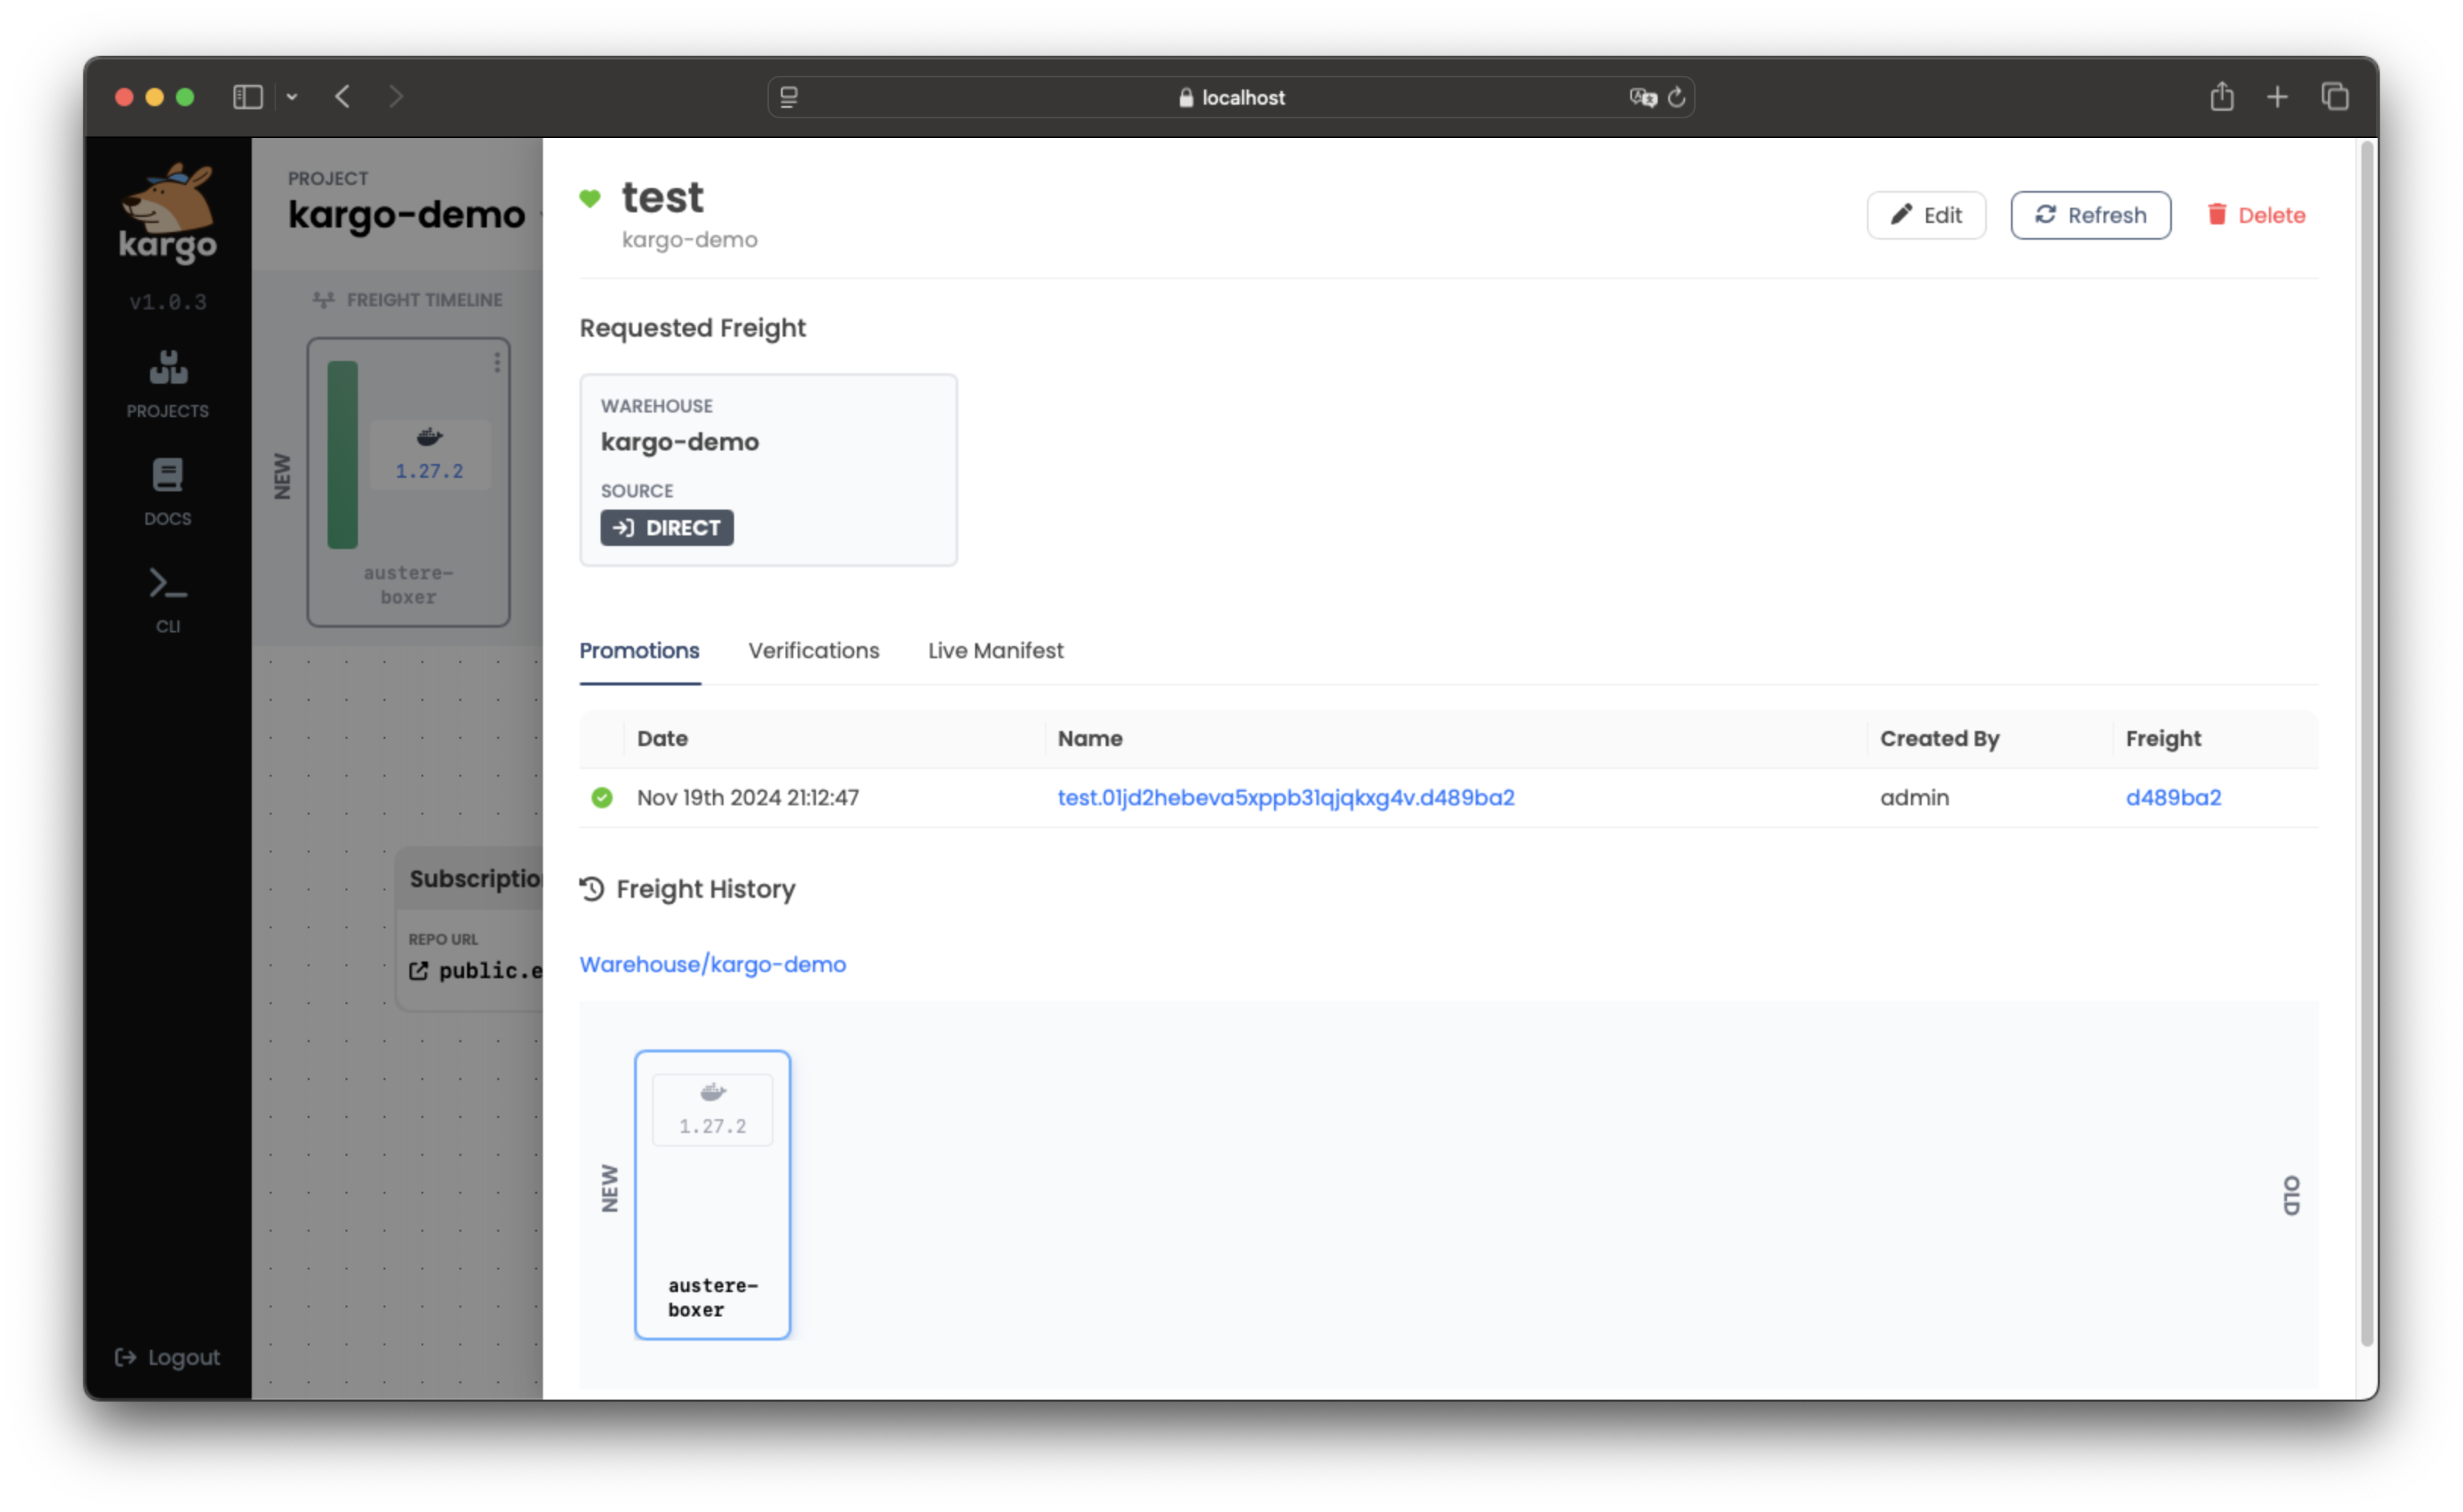 localhost
kargo
v1.0.3
PROJECTS
DOCS
CLI
Logout
PROJECT
kargo-demo
FREIGHT TIMELINE
NEW
1.27.2
austere-
boxer
REPO URL
test
kargo-demo
Edit
Refresh
Delete
Requested Freight
WAREHOUSE
kargo-demo
SOURCE
DIRECT
Promotions Verifications Live Manifest
Date Name Created By Freight
Nov 19th 2024 21:12:47 test.01jd2hebeva5xppb31qjqkxg4v.d489ba2 admin d489ba2
Freight History
Warehouse/kargo-demo
NEW
1.27.2
austere-
boxer
OLD